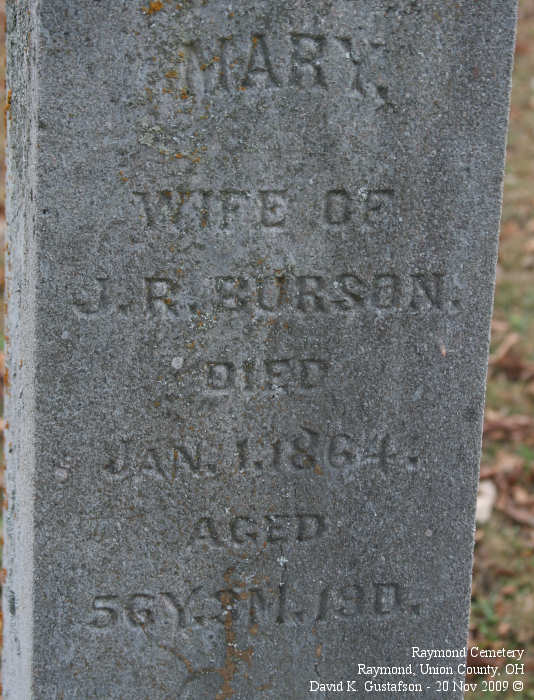 MARY,
WIFE OF
J. R. BURSON.
DIED
JAN. 1, 1864.
AGED
56Y. 3M. 19D.
Raymond Cemetery
Raymond, Union County, OH
David K. Gustafson - 20 Nov 2009 ©